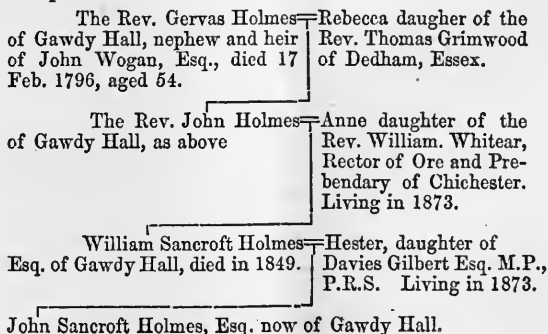 The Rev. Gervas Holmes
of Gawdy Hall, nephew and heir
of John Wogan, Esq., died 17
Feb. 1796, aged 54.
Rebecca daugher of the
Rev. Thomas Grimwood
of Dedham, Essex.
The Rev. John Holmes
of Gawdy Hall, as above
Anne daughter of the
Rev. William. Whitear,
Rector of Ore and Pre-
bendary of Chichester.
Living in 1873.
William Sancroft Holmes
Esq. of Gawdy Hall, died in 1849.
Hester, daughter of
Davies Gilbert Esq. M.P.,
P.R.S. Living in 1873.
John Sancroft Holmes, Esq. now of Gawdy Hall.